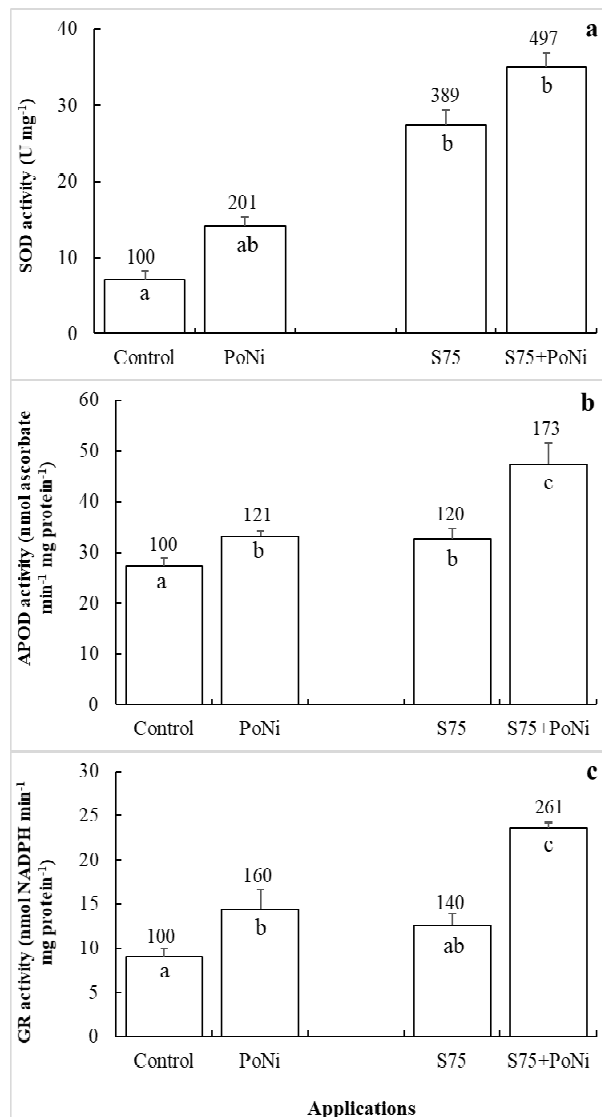 a
SOD activity (U mg⁻¹)
40
30
20
10
0
100
201
389
497
a
ab
b
b
Control PoNi S75 S75+PoNi
b
APOD activity (nmol ascorbate
min⁻¹ mg protein⁻¹)
60
50
40
30
20
10
0
100
121
120
173
a
b
b
c
Control PoNi S75 S75+PoNi
c
GR activity (nmol NADPH min⁻¹
mg protein⁻¹)
30
25
20
15
10
5
0
100
160
140
261
a
b
ab
c
Control PoNi S75 S75+PoNi
Applications